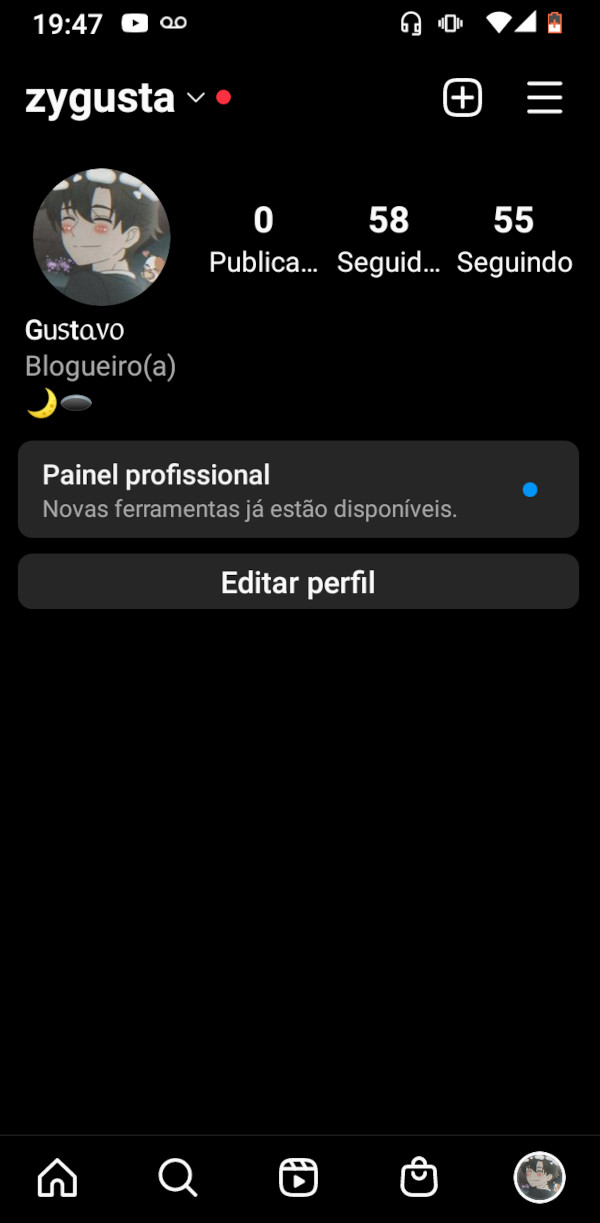 19:47
zygusta
0 58 55
Publica... Seguid... Seguindo
Gustαvo
Blogueiro(a)
🌙🕳️
Painel profissional
Novas ferramentas já estão disponíveis.
Editar perfil